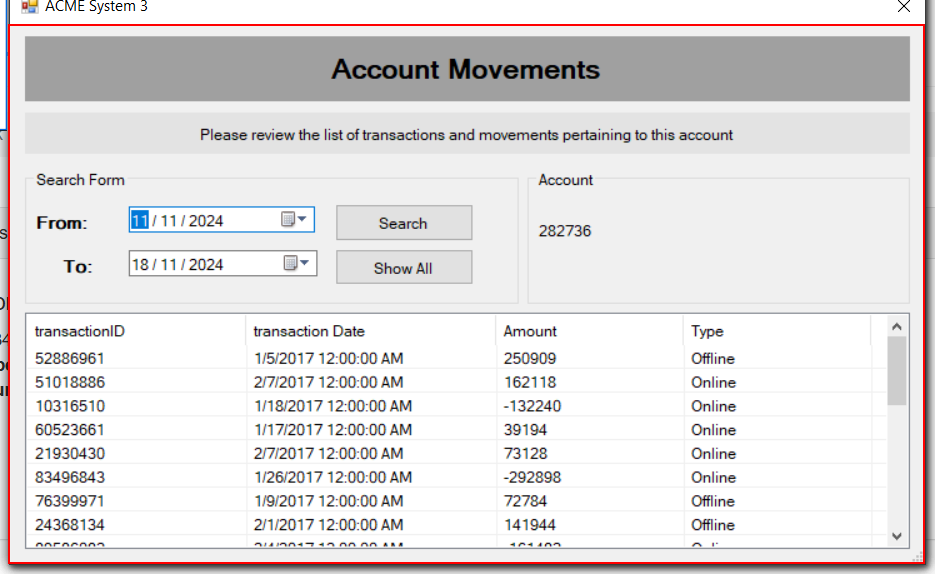 ACME System 3
Account Movements
Please review the list of transactions and movements pertaining to this account
Search Form
From: 11 / 11 / 2024 Search
To: 18 / 11 / 2024 Show All
Account
282736
transactionID transaction Date Amount Type
52886961 1/5/2017 12:00:00 AM 250909 Offline
51018886 2/7/2017 12:00:00 AM 162118 Online
10316510 1/18/2017 12:00:00 AM -132240 Online
60523661 1/17/2017 12:00:00 AM 39194 Online
21930430 2/7/2017 12:00:00 AM 73128 Online
83496843 1/26/2017 12:00:00 AM -292898 Online
76399971 1/9/2017 12:00:00 AM 72784 Offline
24368134 2/1/2017 12:00:00 AM 141944 Offline